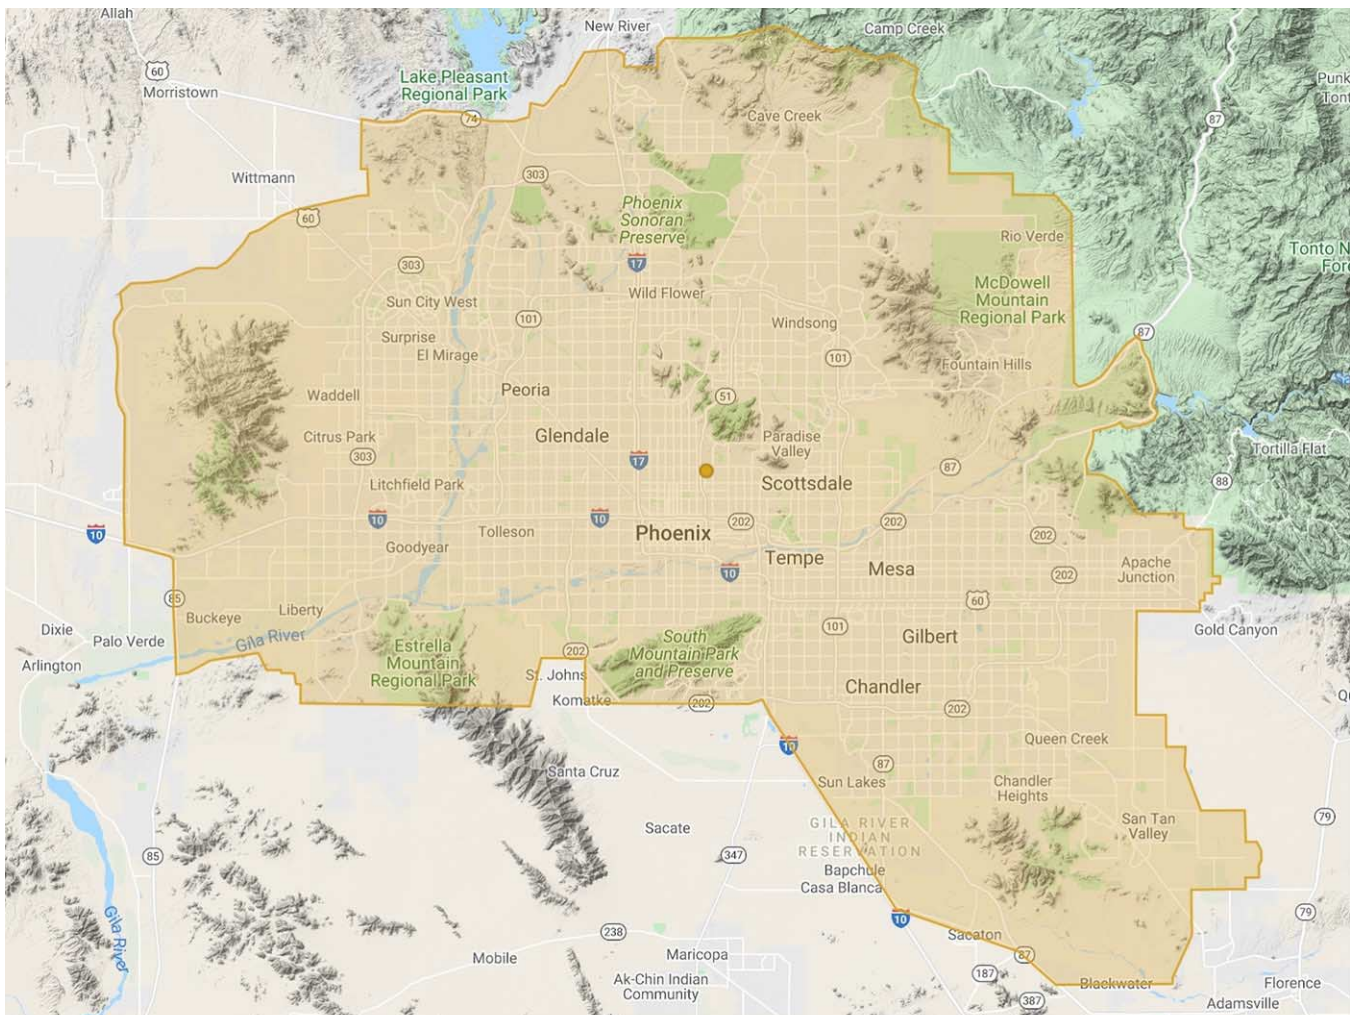 Allah
New River
Camp Creek
60
Lake Pleasant
Regional Park
Morristown
74
87
Cave Creek
Wittmann
303
60
Phoenix
Sonoran
Preserve
Rio Verde
17
303
Sun City West
Wild Flower
McDowell
Mountain
Regional Park
101
Windsong
87
Surprise
El Mirage
101
Fountain Hills
Waddell
Peoria
51
Citrus Park
Glendale
Paradise
Valley
Tortilla Flat
303
17
87
Litchfield Park
Scottsdale
88
10
10
10
Tolleson
Phoenix
202
202
202
Goodyear
Tempe
Mesa
Apache
Junction
10
202
85
Buckeye
Liberty
60
Dixie
Palo Verde
Gila River
101
Gilbert
Gold Canyon
Arlington
Estrella
Mountain
Regional Park
202
South
Mountain Park
and Preserve
St. Johns
Komatke
202
Chandler
202
10
Queen Creek
Santa Cruz
87
Sun Lakes
Chandler
Heights
San Tan
Valley
79
Sacate
GILA RIVER
INDIAN
RESERVATION
85
347
Bapchule
Casa Blanca
Gila River
238
10
Sacaton
79
Mobile
Maricopa
87
187
Ak-Chin Indian
Community
Blackwater
Florence
387
Adamsville